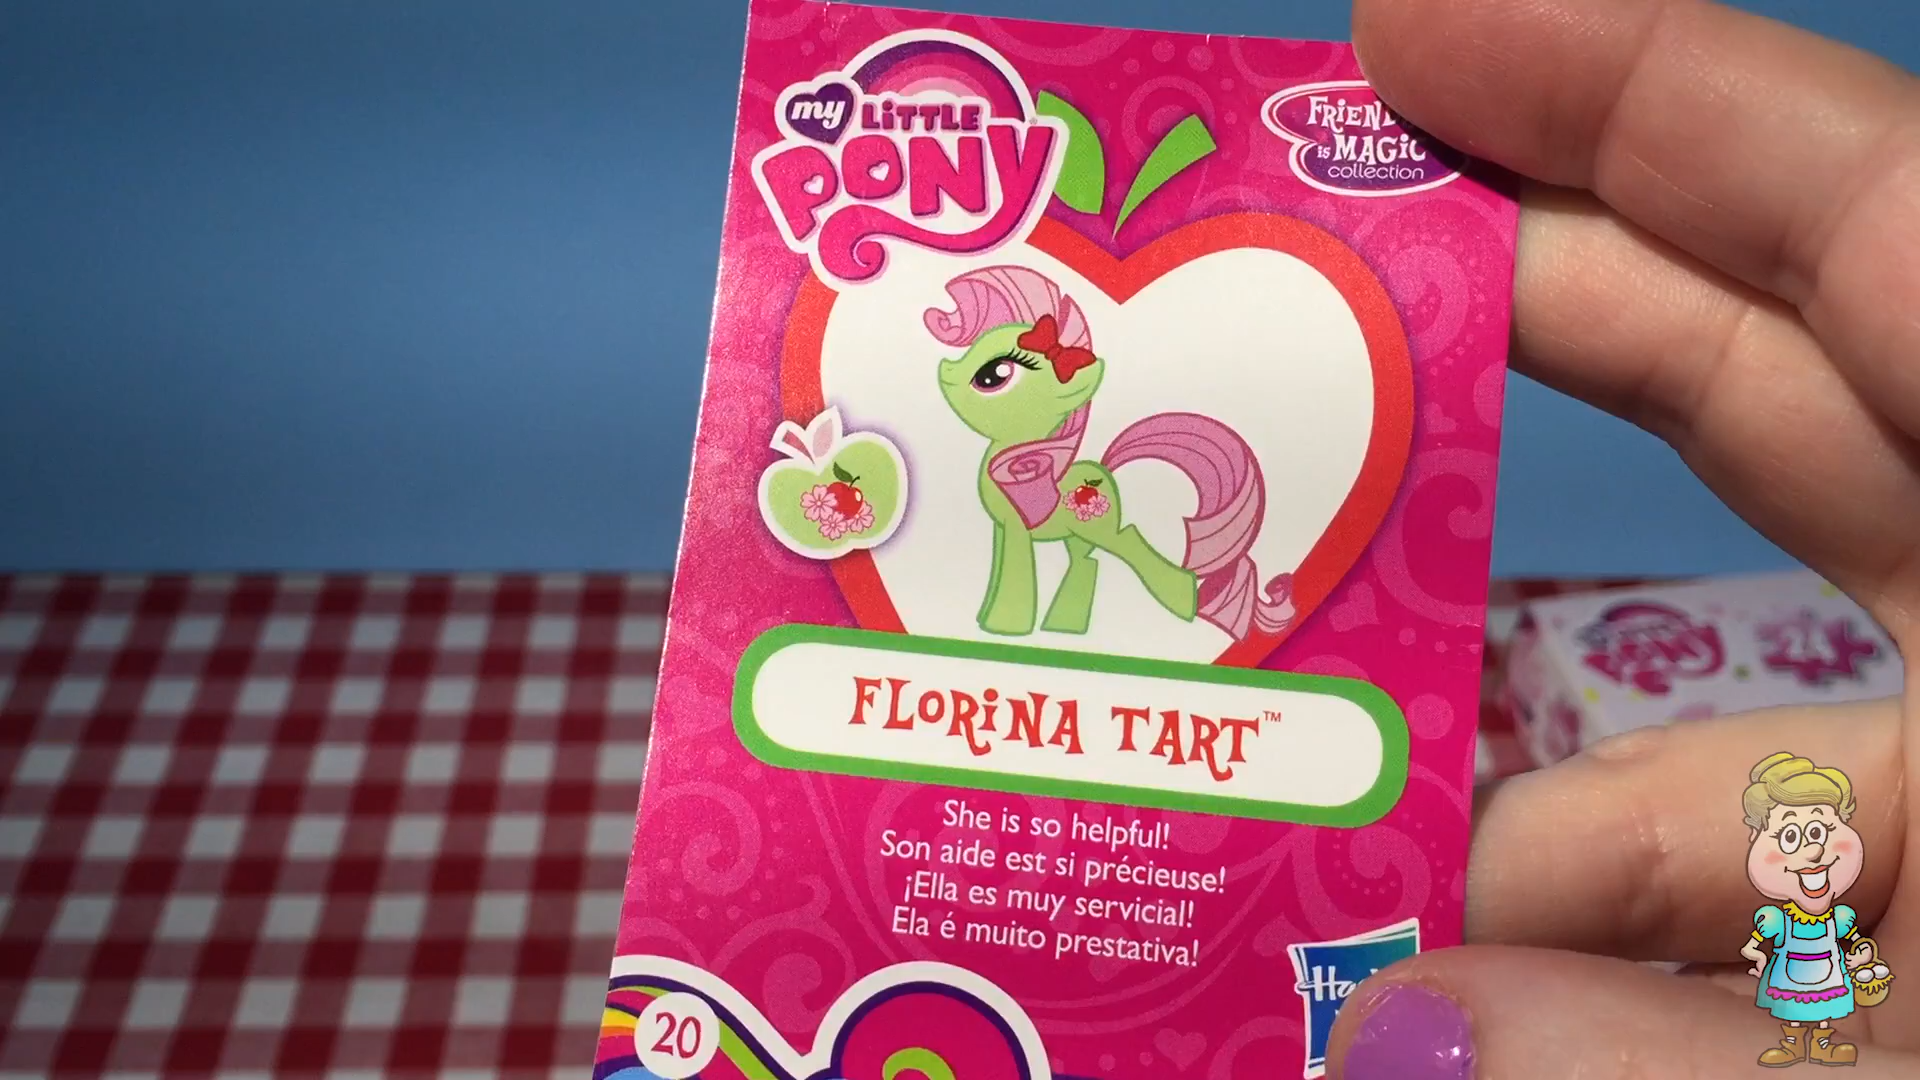 my LITTLE PONY
is MAGIC
collection
FLORINA TART™
She is so helpful!
Son aide est si précieuse!
¡Ella es muy servicial!
Ela é muito prestativa!
20
24